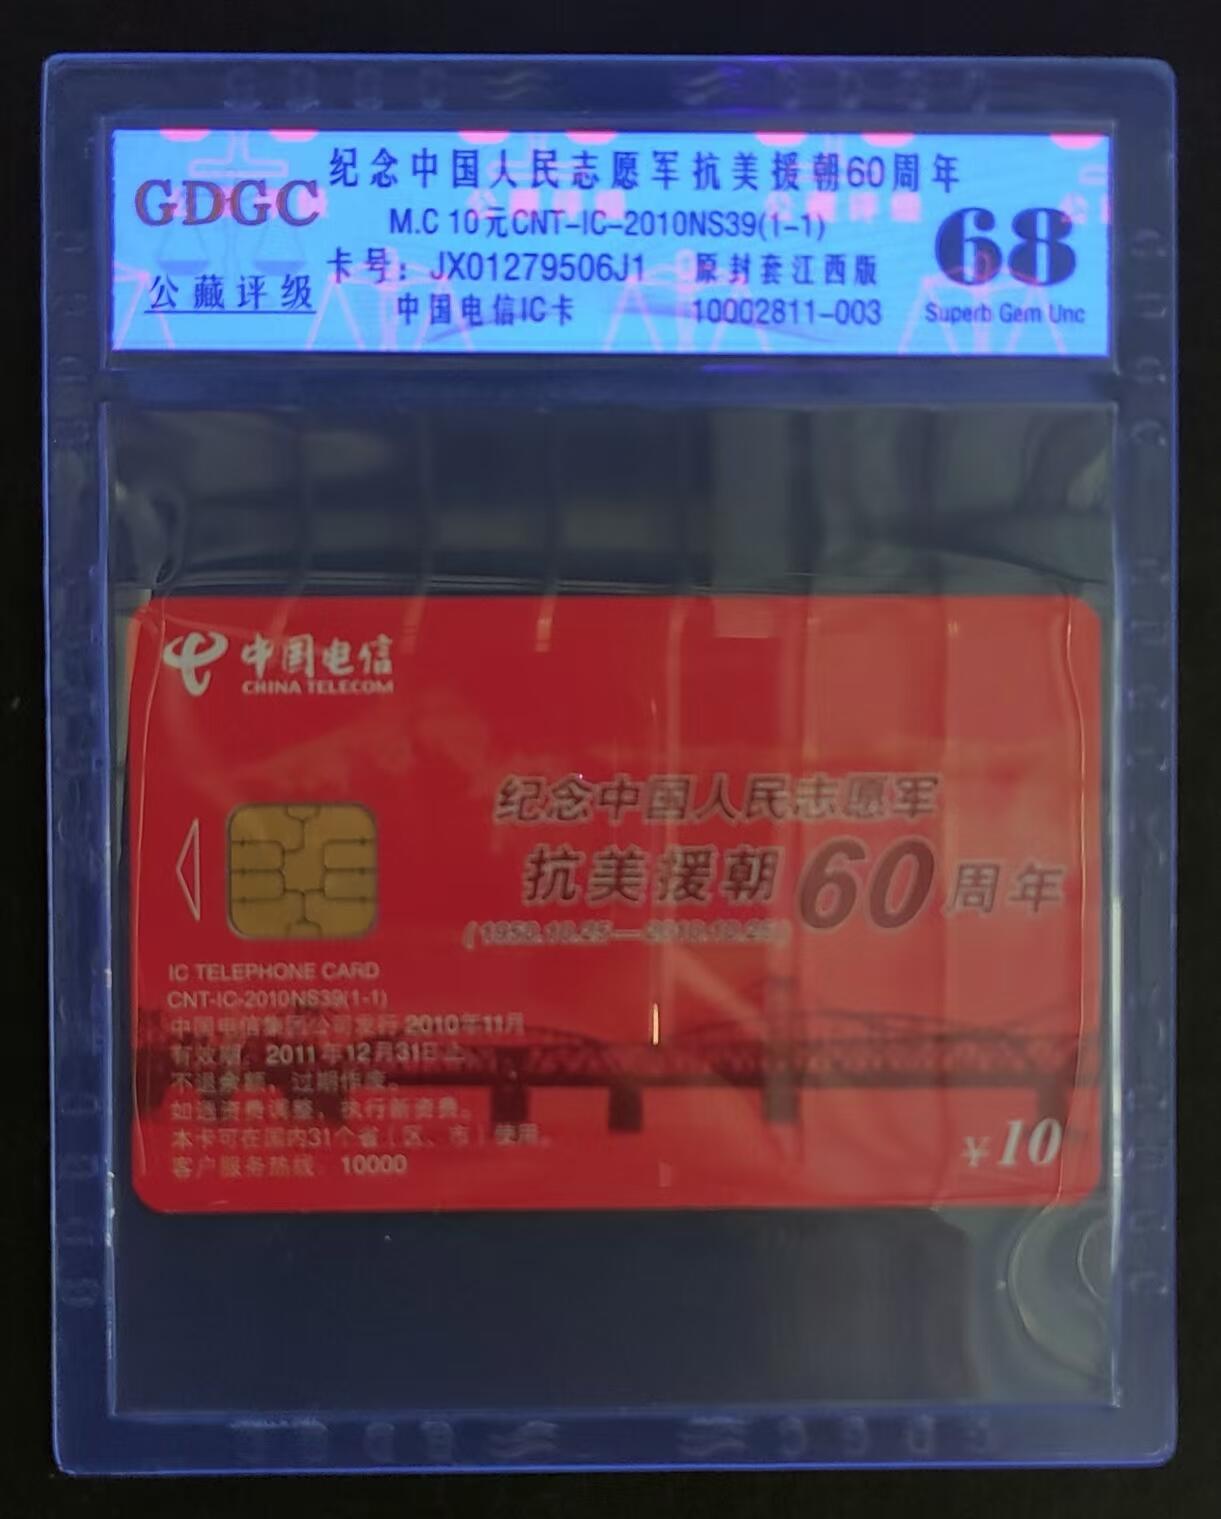 GDGC
公藏评级
纪念中国人民志愿军抗美援朝60周年
M.C 10元CNT-IC-2010NS39(1-1)
卡号：JX01279506J1 原封套江西版
中国电信IC卡 10002811-003
68
Superb Gem Unc
中国电信
CHINA TELECOM
纪念中国人民志愿军
抗美援朝60周年
(1950.10.25—2010.10.25)
IC TELEPHONE CARD
CNT-IC-2010NS39(1-1)
中国电信集团公司发行 2010年11月
有效期：2011年12月31日止
不退余额，过期作废。
如遇资费调整，执行新资费。
本卡可在国内31个省（区、市）使用。
客户服务热线：10000
¥10